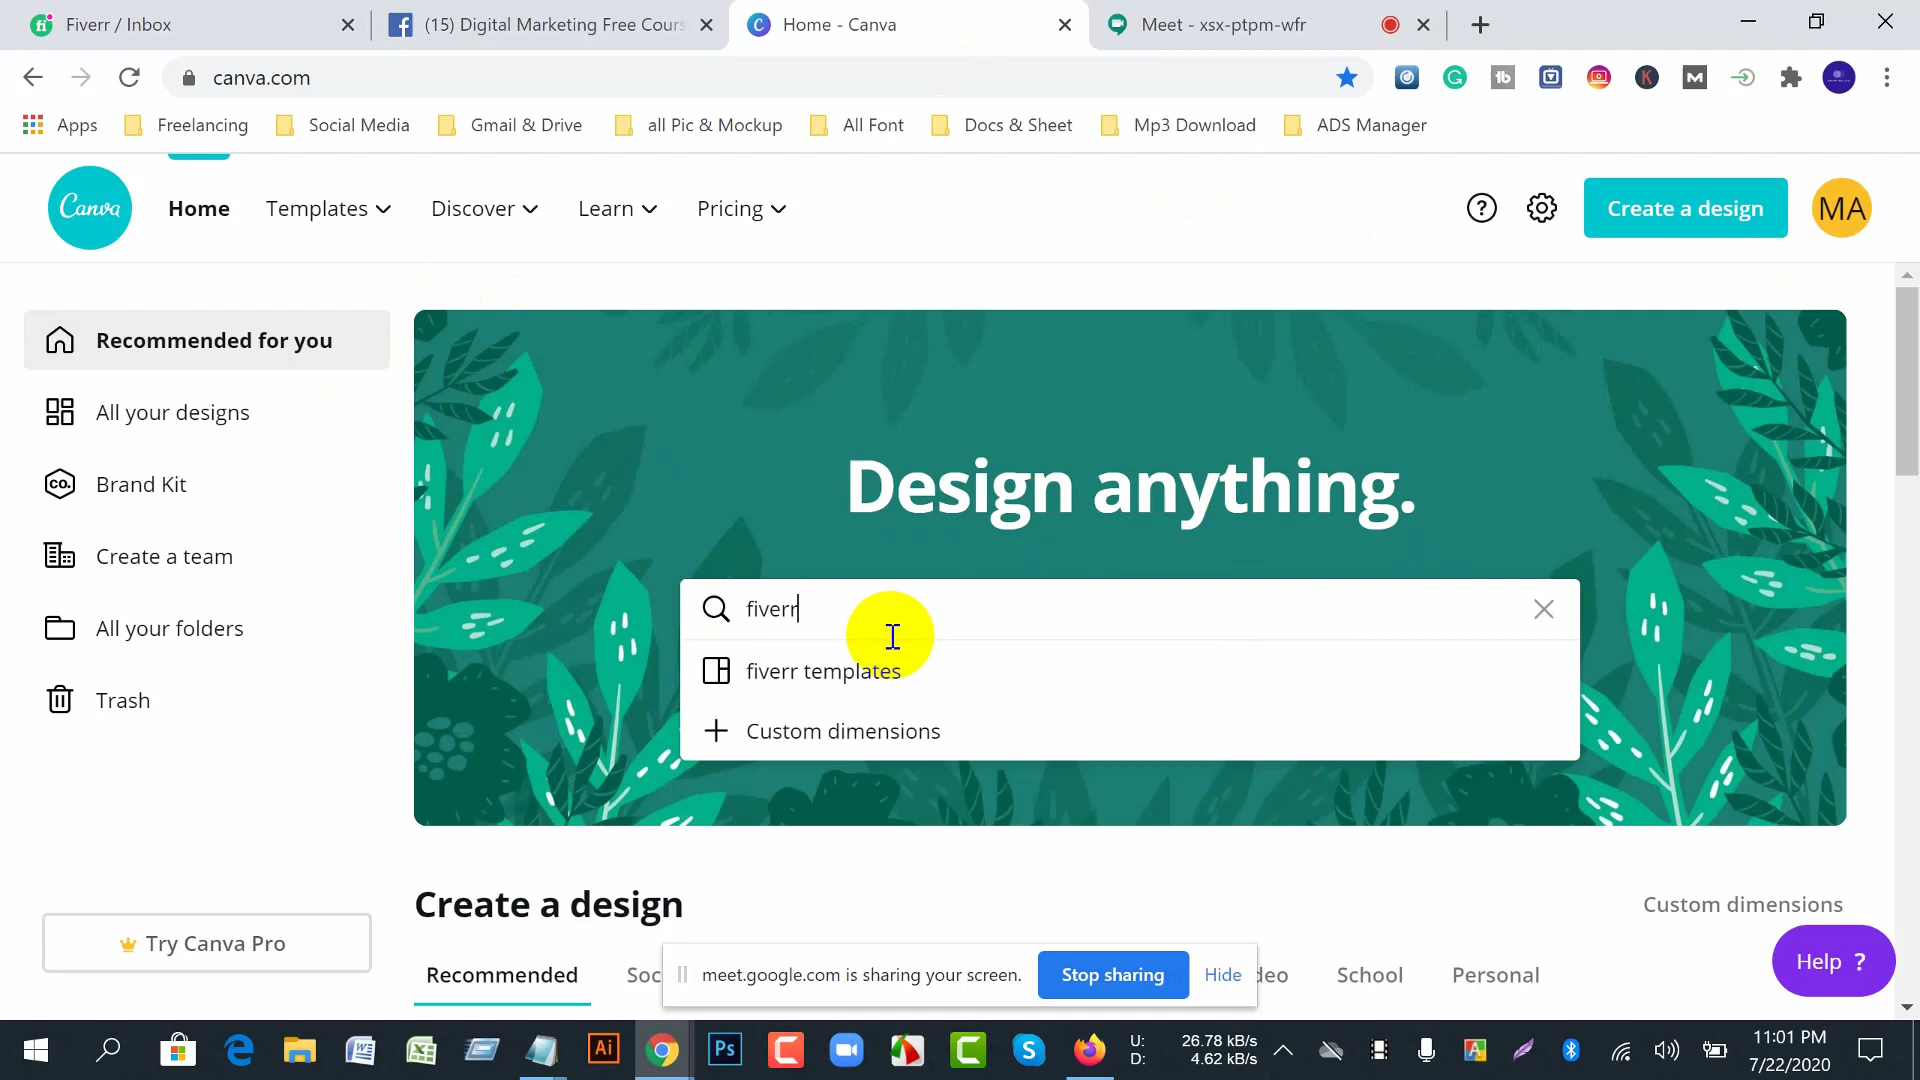 Fiverr / Inbox
(15) Digital Marketing Free Cours
Home - Canva
Meet - xsx-ptpm-wfr
canva.com
Apps
Freelancing
Social Media
Gmail & Drive
all Pic & Mockup
All Font
Docs & Sheet
Mp3 Download
ADS Manager
Canva
Home
Templates
Discover
Learn
Pricing
Create a design
MA
Recommended for you
All your designs
Brand Kit
Create a team
All your folders
Trash
Try Canva Pro
Design anything.
fiverr
fiverr templates
Custom dimensions
Create a design
Custom dimensions
Recommended
Soc
deo
School
Personal
meet.google.com is sharing your screen.
Stop sharing
Hide
Help ?
U: 26.78 kB/s
D: 4.62 kB/s
11:01 PM
7/22/2020